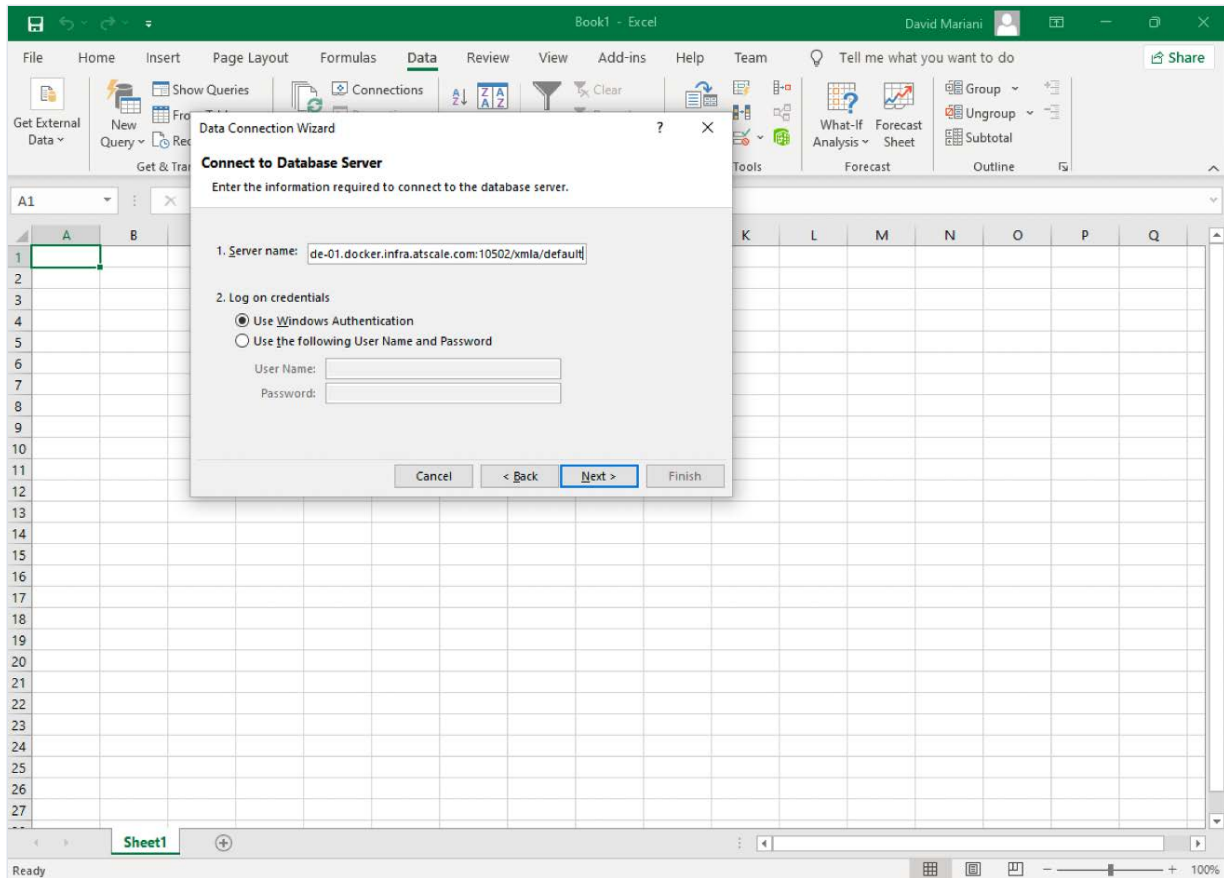 Book1 - Excel
David Mariani
File Home Insert Page Layout Formulas Data Review View Add-ins Help Team Tell me what you want to do Share
Get External Data
New Query
Show Queries
Connections
Clear
What-If Analysis
Forecast Sheet
Group
Ungroup
Subtotal
Tools
Forecast
Outline
A1
Data Connection Wizard ? ×
Connect to Database Server
Enter the information required to connect to the database server.
1. Server name: de-01.docker.infra.atscale.com:10502/xmla/default
2. Log on credentials
Use Windows Authentication
Use the following User Name and Password
User Name:
Password:
Cancel < Back Next > Finish
A B K L M N O P Q
1
2
3
4
5
6
7
8
9
10
11
12
13
14
15
16
17
18
19
20
21
22
23
24
25
26
27
Sheet1
Ready 100%